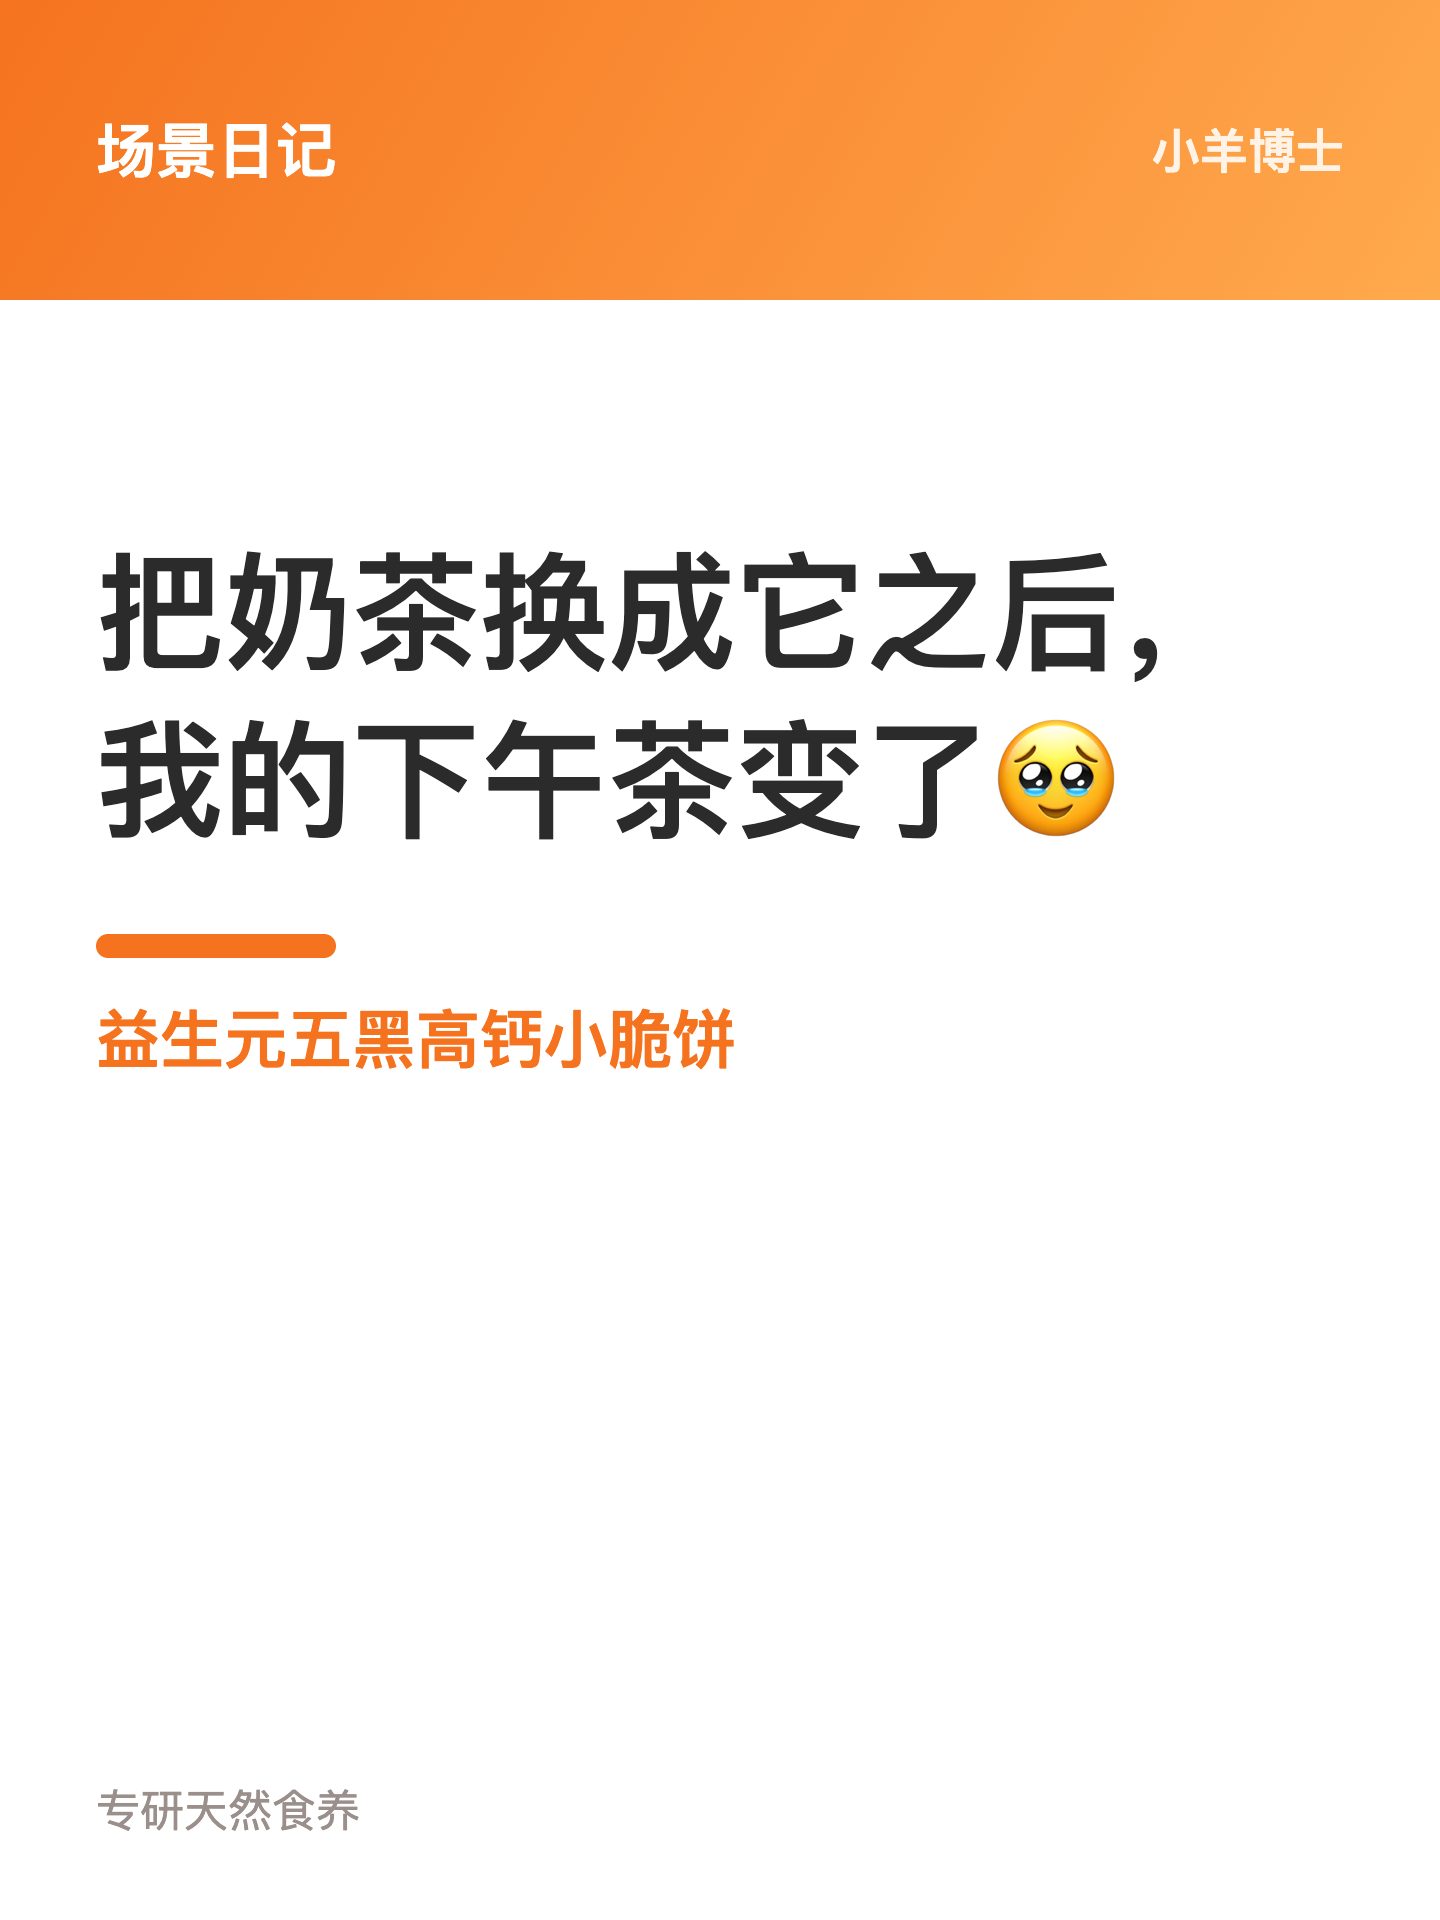 场景日记
小羊博士
把奶茶换成它之后，
我的下午茶变了🥹
益生元五黑高钙小脆饼
专研天然食养